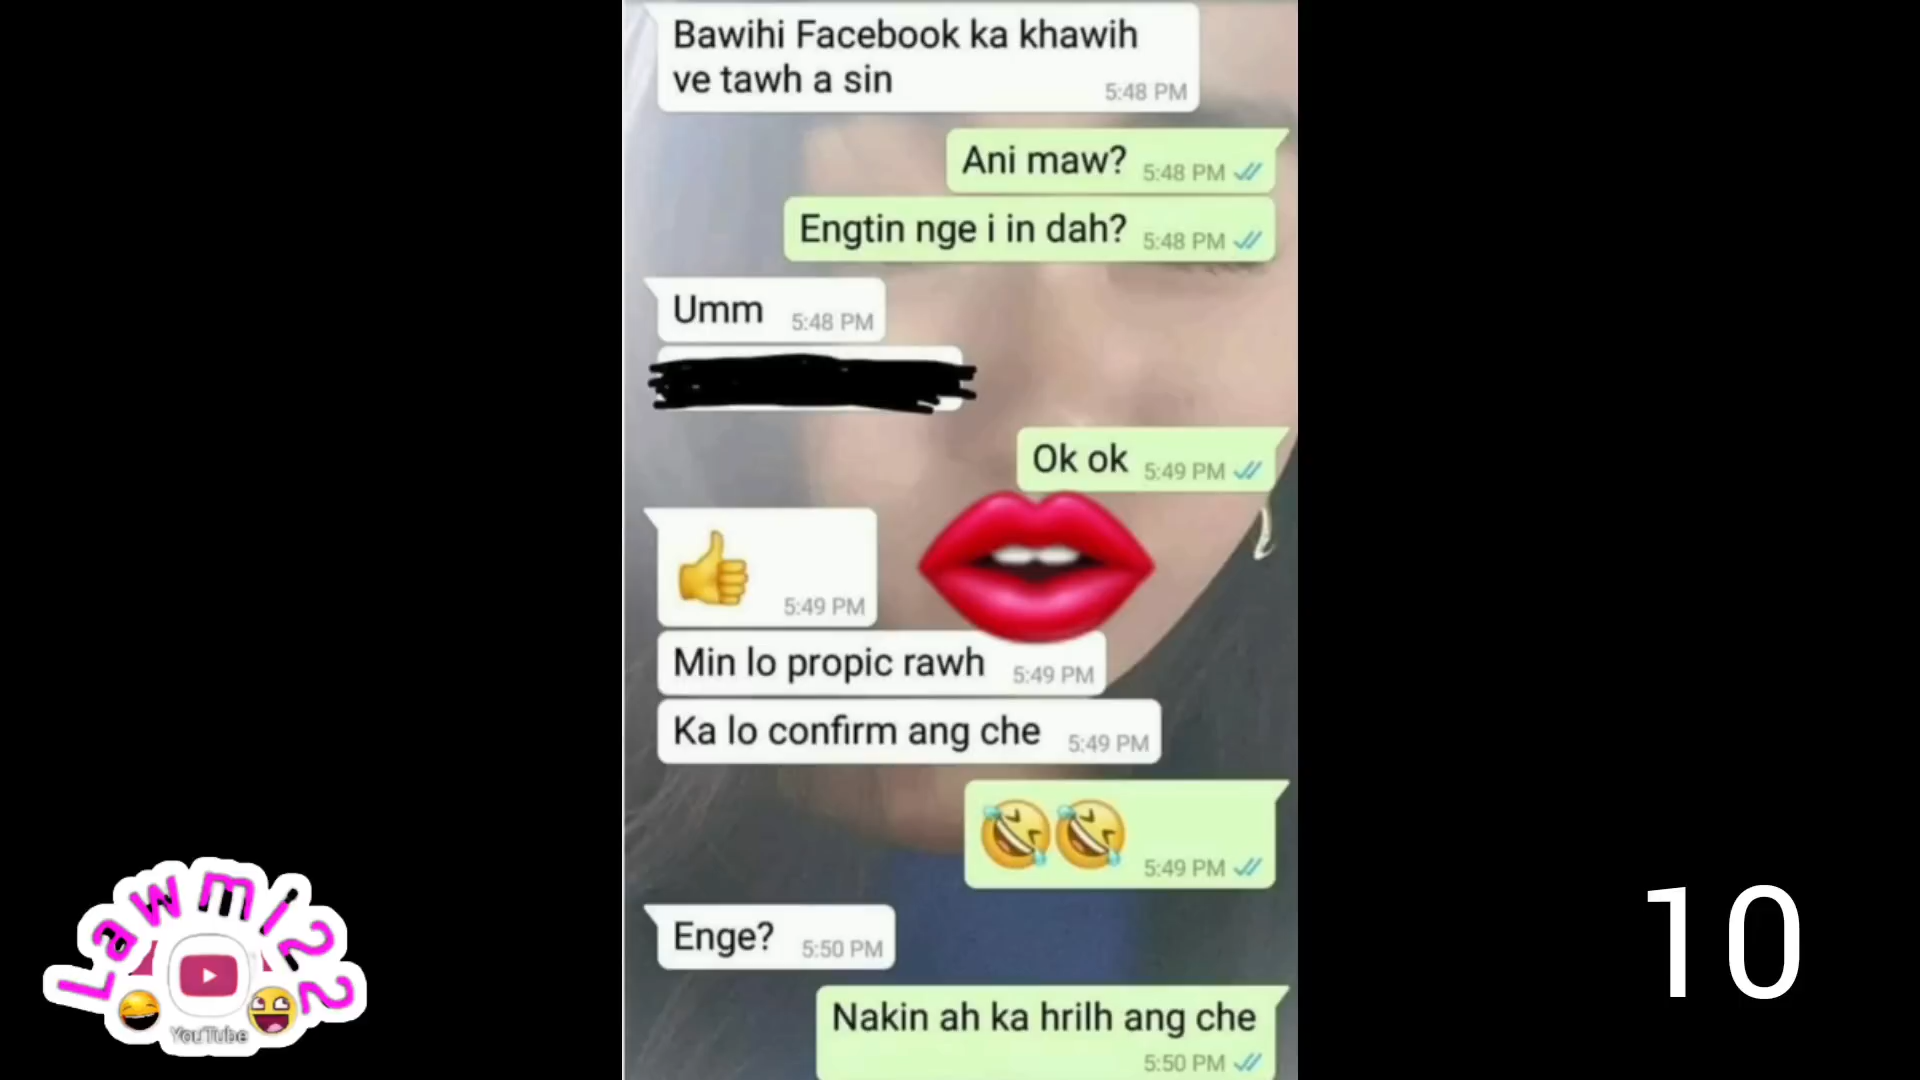 Bawihi Facebook ka khawih
ve tawh a sin
5:48 PM
Ani maw? 5:48 PM
Engtin nge i in dah? 5:48 PM
Umm 5:48 PM
Ok ok 5:49 PM
5:49 PM
Min lo propic rawh 5:49 PM
Ka lo confirm ang che 5:49 PM
5:49 PM
Enge? 5:50 PM
Nakin ah ka hrilh ang che
5:50 PM
Lawmi22
YouTube
10